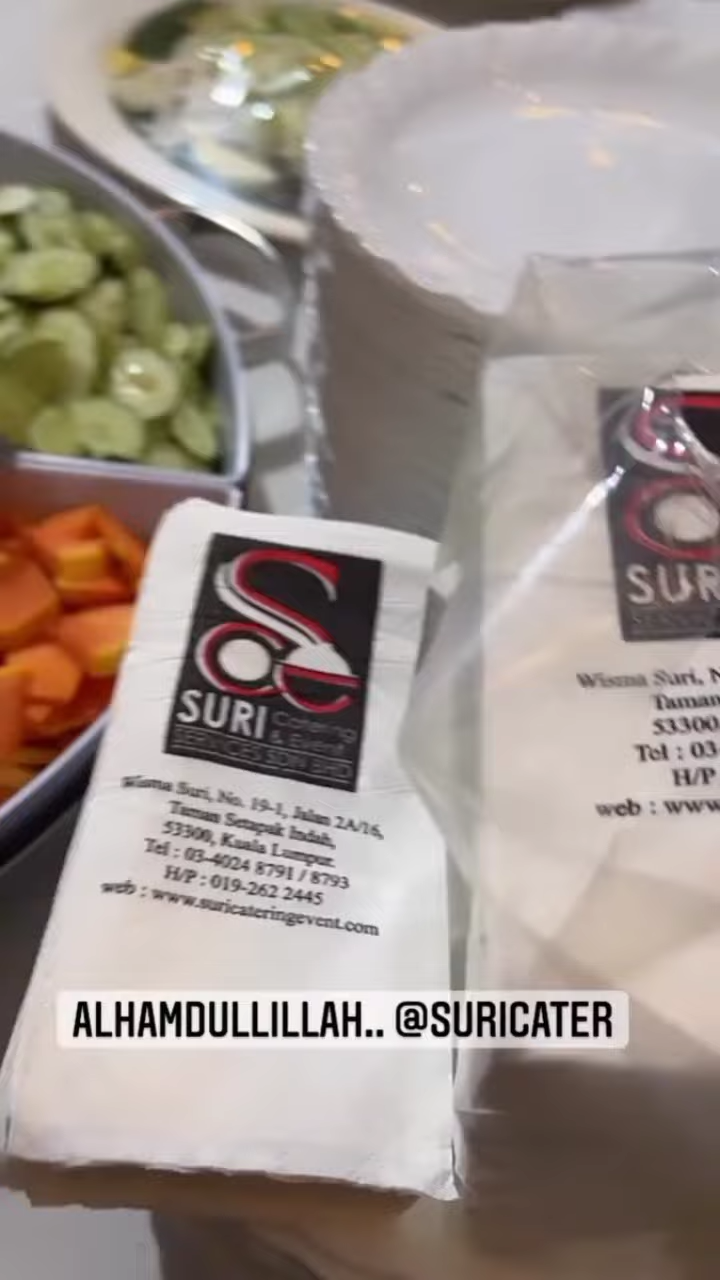 SURI Catering
& Event
SERVICES SDN BHD
Wisma Suri, No. 19-1, Jalan 2A/16,
Taman Setapak Indah,
53300, Kuala Lumpur.
Tel : 03-4024 8791 / 8793
H/P : 019-262 2445
web : www.suricateringevent.com
SUR
Wisma Suri, N
Taman
53300
Tel : 03
H/P
web : www
ALHAMDULLILLAH.. @SURICATER